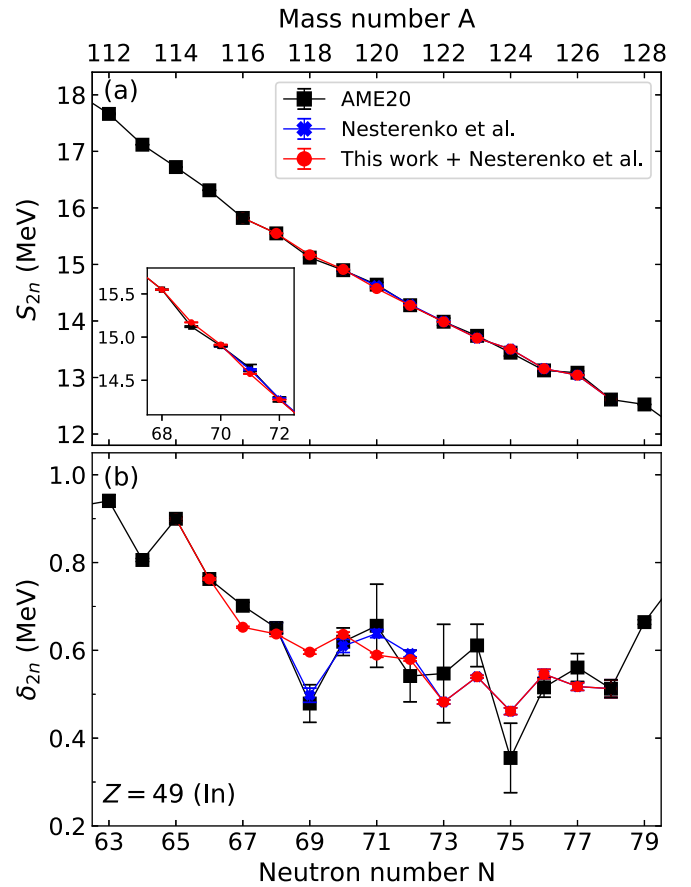 Mass number A
112 114 116 118 120 122 124 126 128
(a)
AME20
Nesterenko et al.
This work + Nesterenko et al.
S2n (MeV)
18
17
16
15
14
13
12
15.5
15.0
14.5
68 70 72
(b)
δ2n (MeV)
1.0
0.8
0.6
0.4
0.2
Z = 49 (In)
63 65 67 69 71 73 75 77 79
Neutron number N